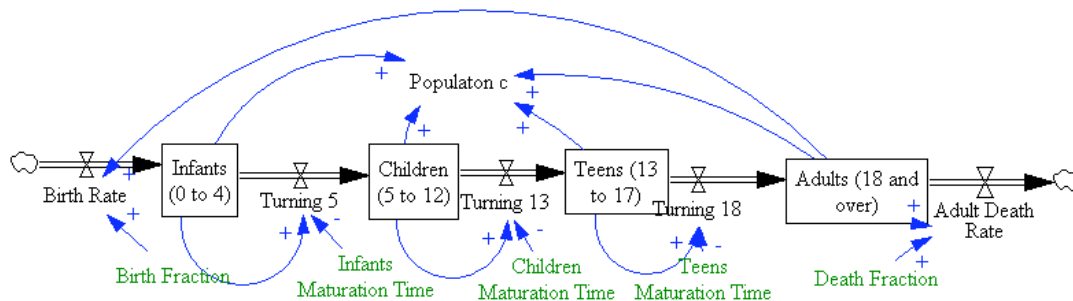 Populaton c
Infants
(0 to 4)
Children
(5 to 12)
Teens (13
to 17)
Adults (18 and
over)
Birth Rate
Turning 5
Turning 13
Turning 18
Adult Death
Rate
Birth Fraction
Infants
Maturation Time
Children
Maturation Time
Teens
Maturation Time
Death Fraction
+
+
+
+
+
+
+
-
+
-
+
-
+
+